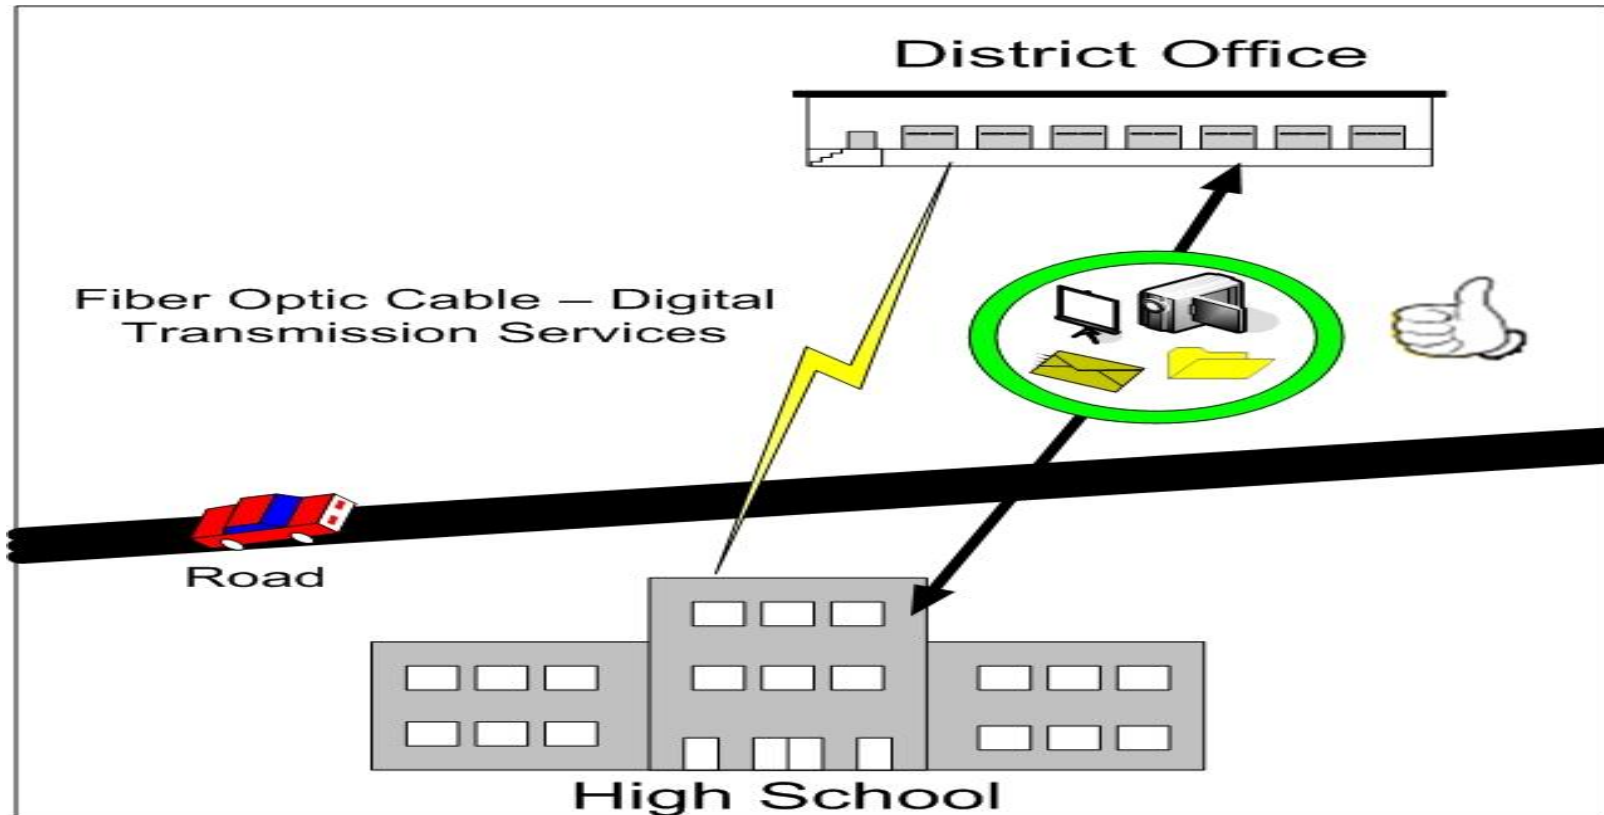 District Office
Fiber Optic Cable – Digital
Transmission Services
Road
High School